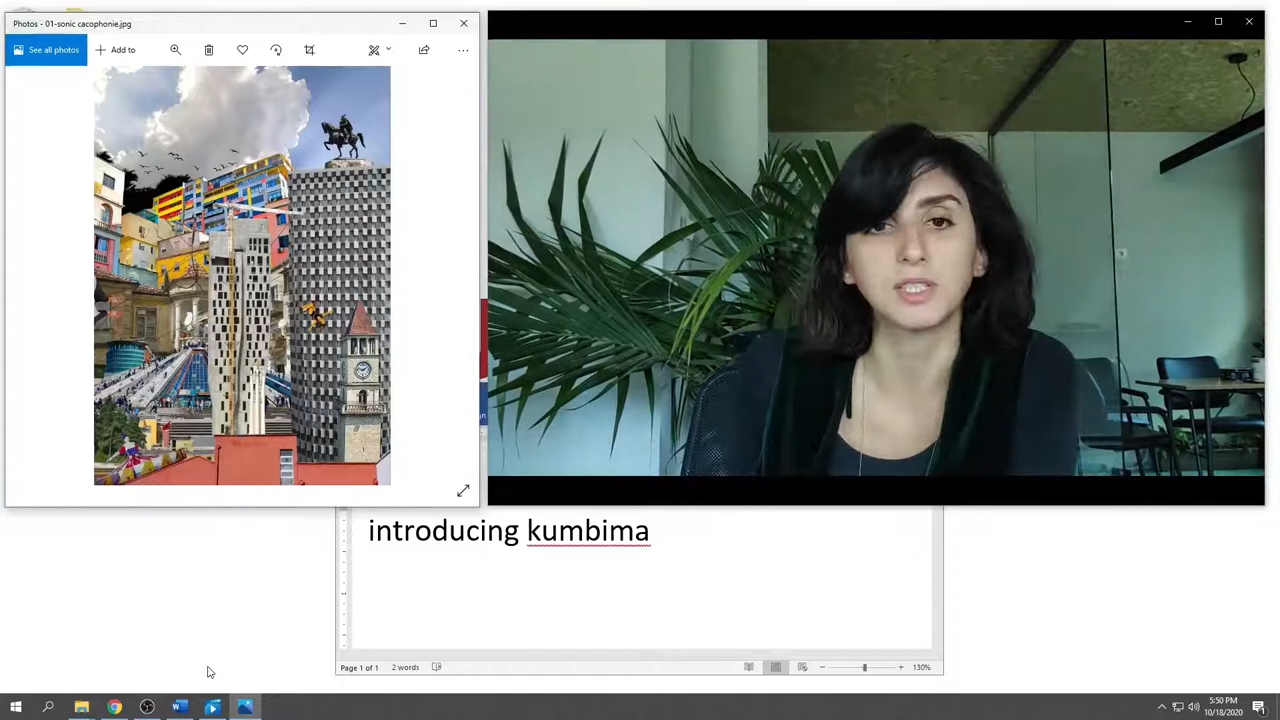 Photos - 01-sonic cacophonie.jpg
See all photos
Add to
introducing kumbima
Page 1 of 1
2 words
130%
5:50 PM
10/18/2020